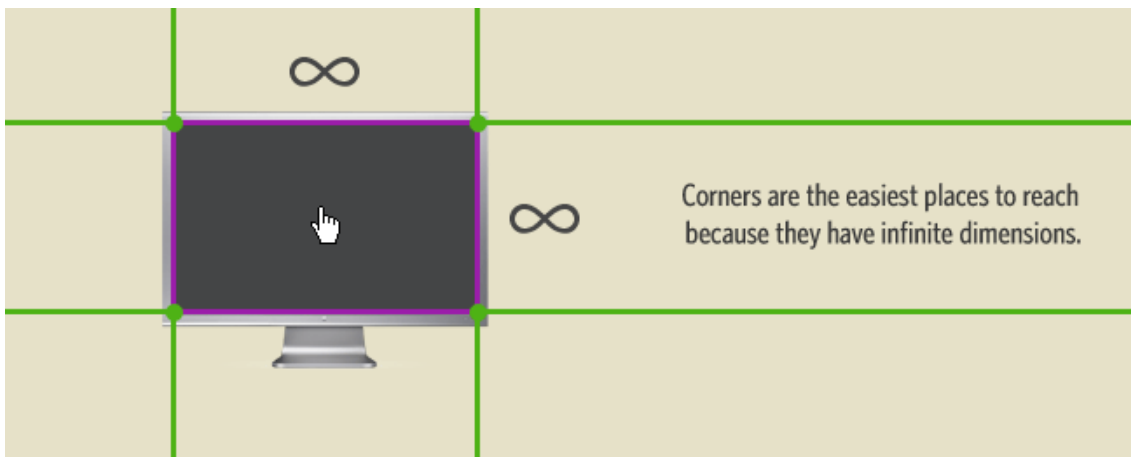 ∞
∞
Corners are the easiest places to reach
because they have infinite dimensions.